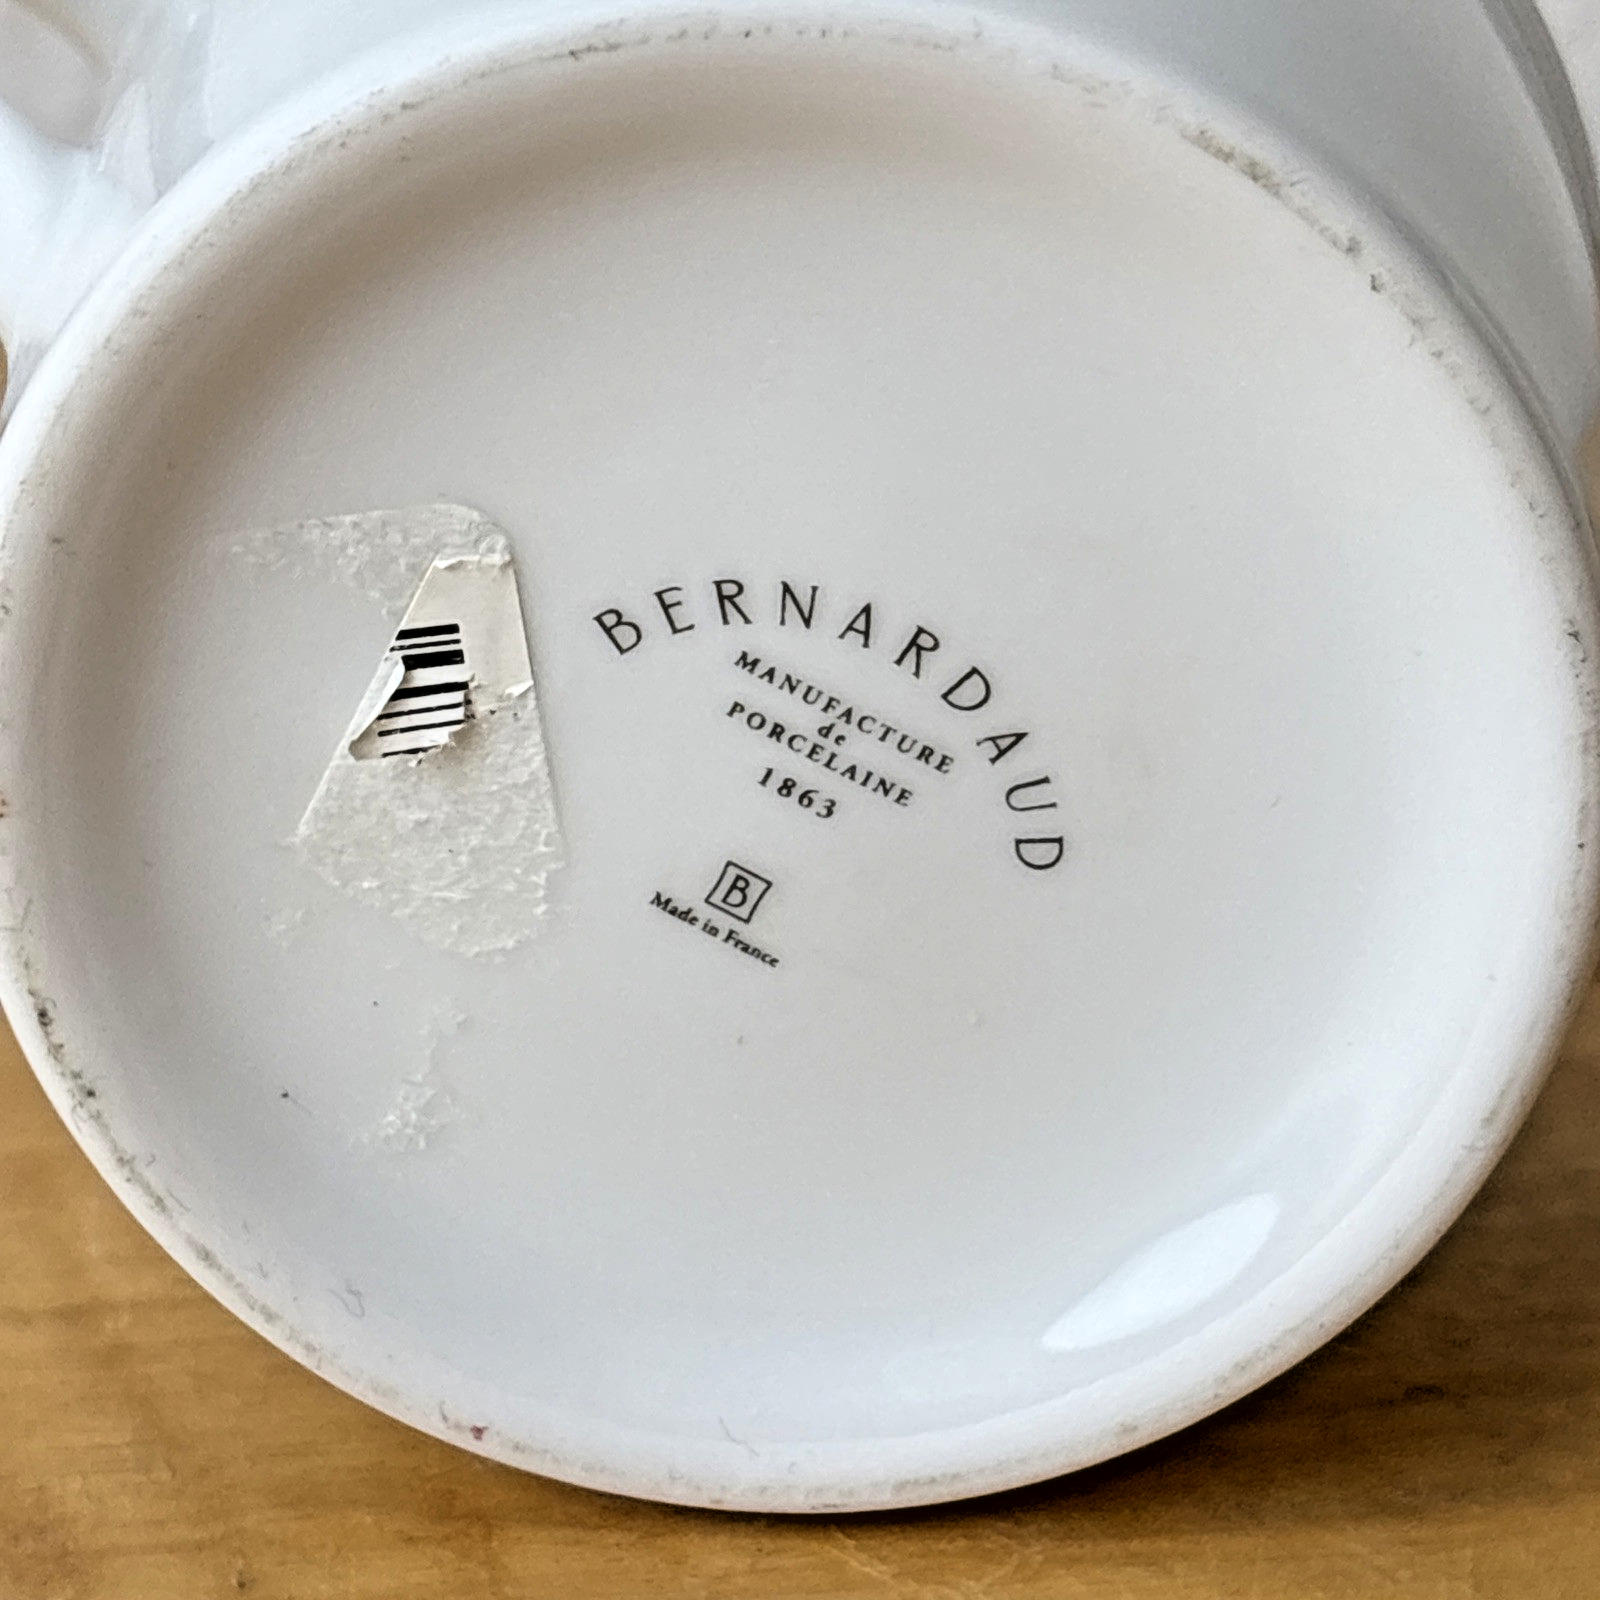 BERNARDAUD
MANUFACTURE
de
PORCELAINE
1863
B
Made in France